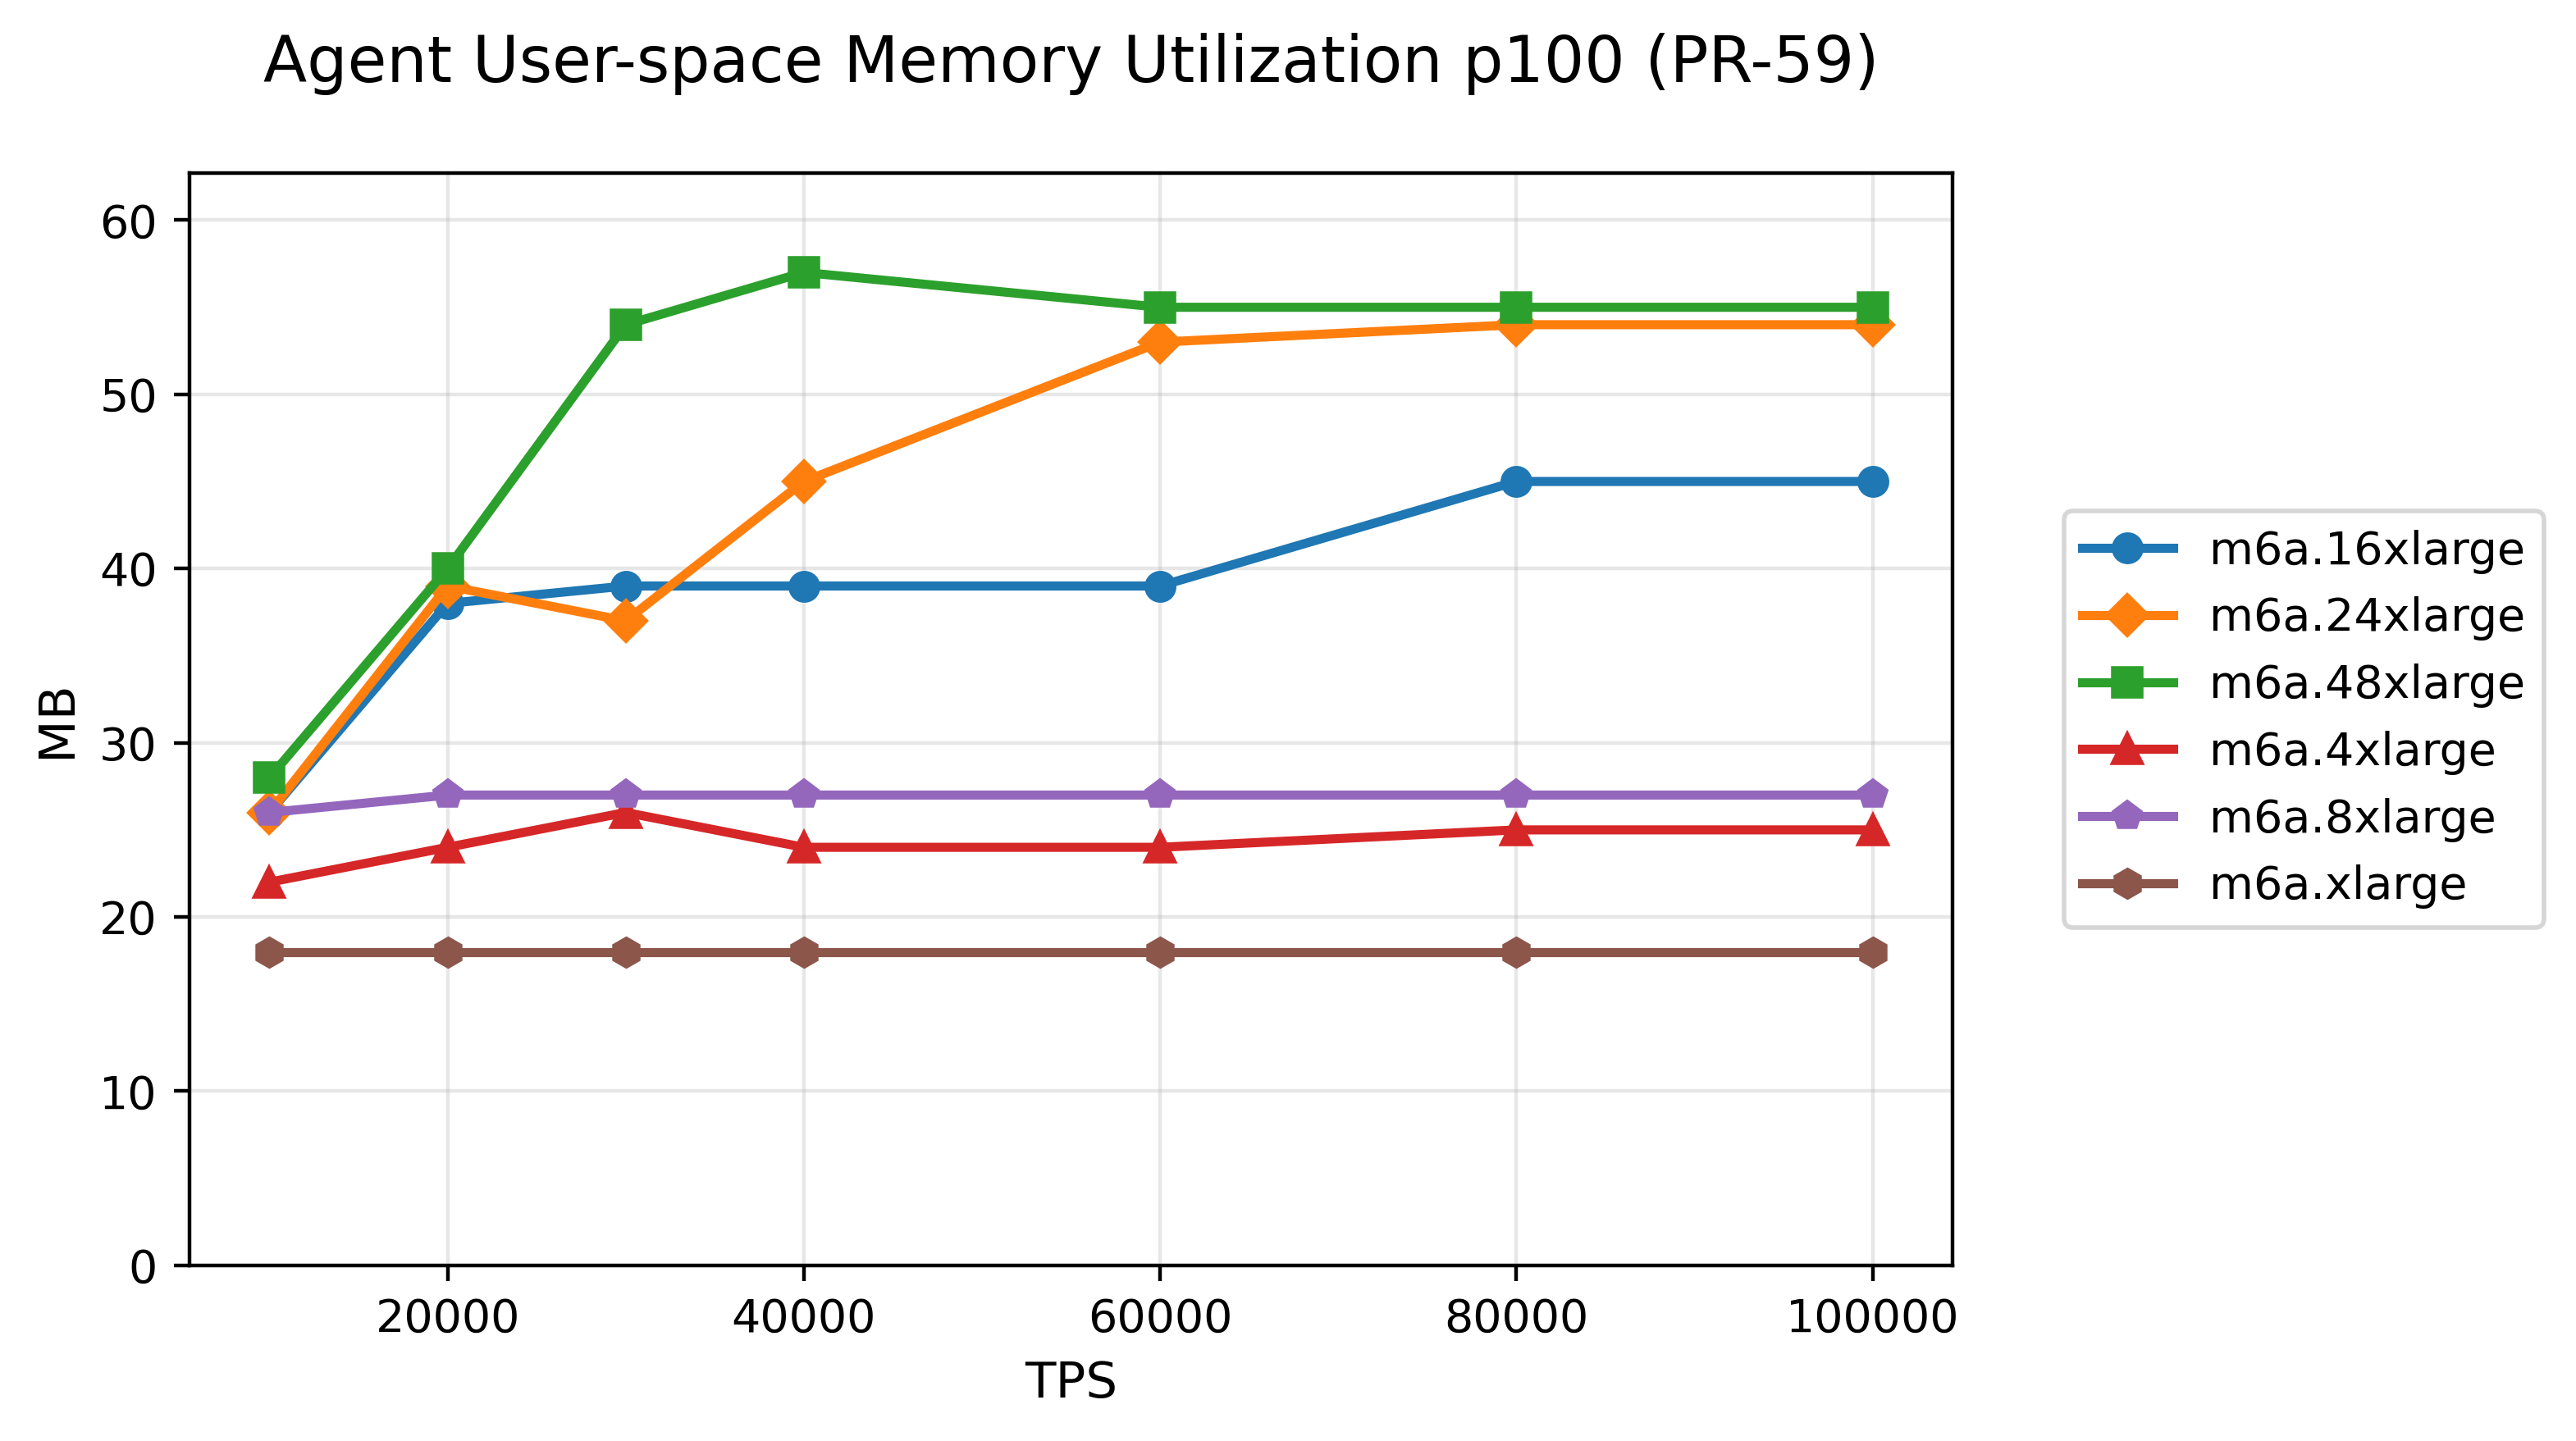 Agent User-space Memory Utilization p100 (PR-59)
60
50
40
30
20
10
0
MB
20000 40000 60000 80000 100000
TPS
m6a.16xlarge
m6a.24xlarge
m6a.48xlarge
m6a.4xlarge
m6a.8xlarge
m6a.xlarge